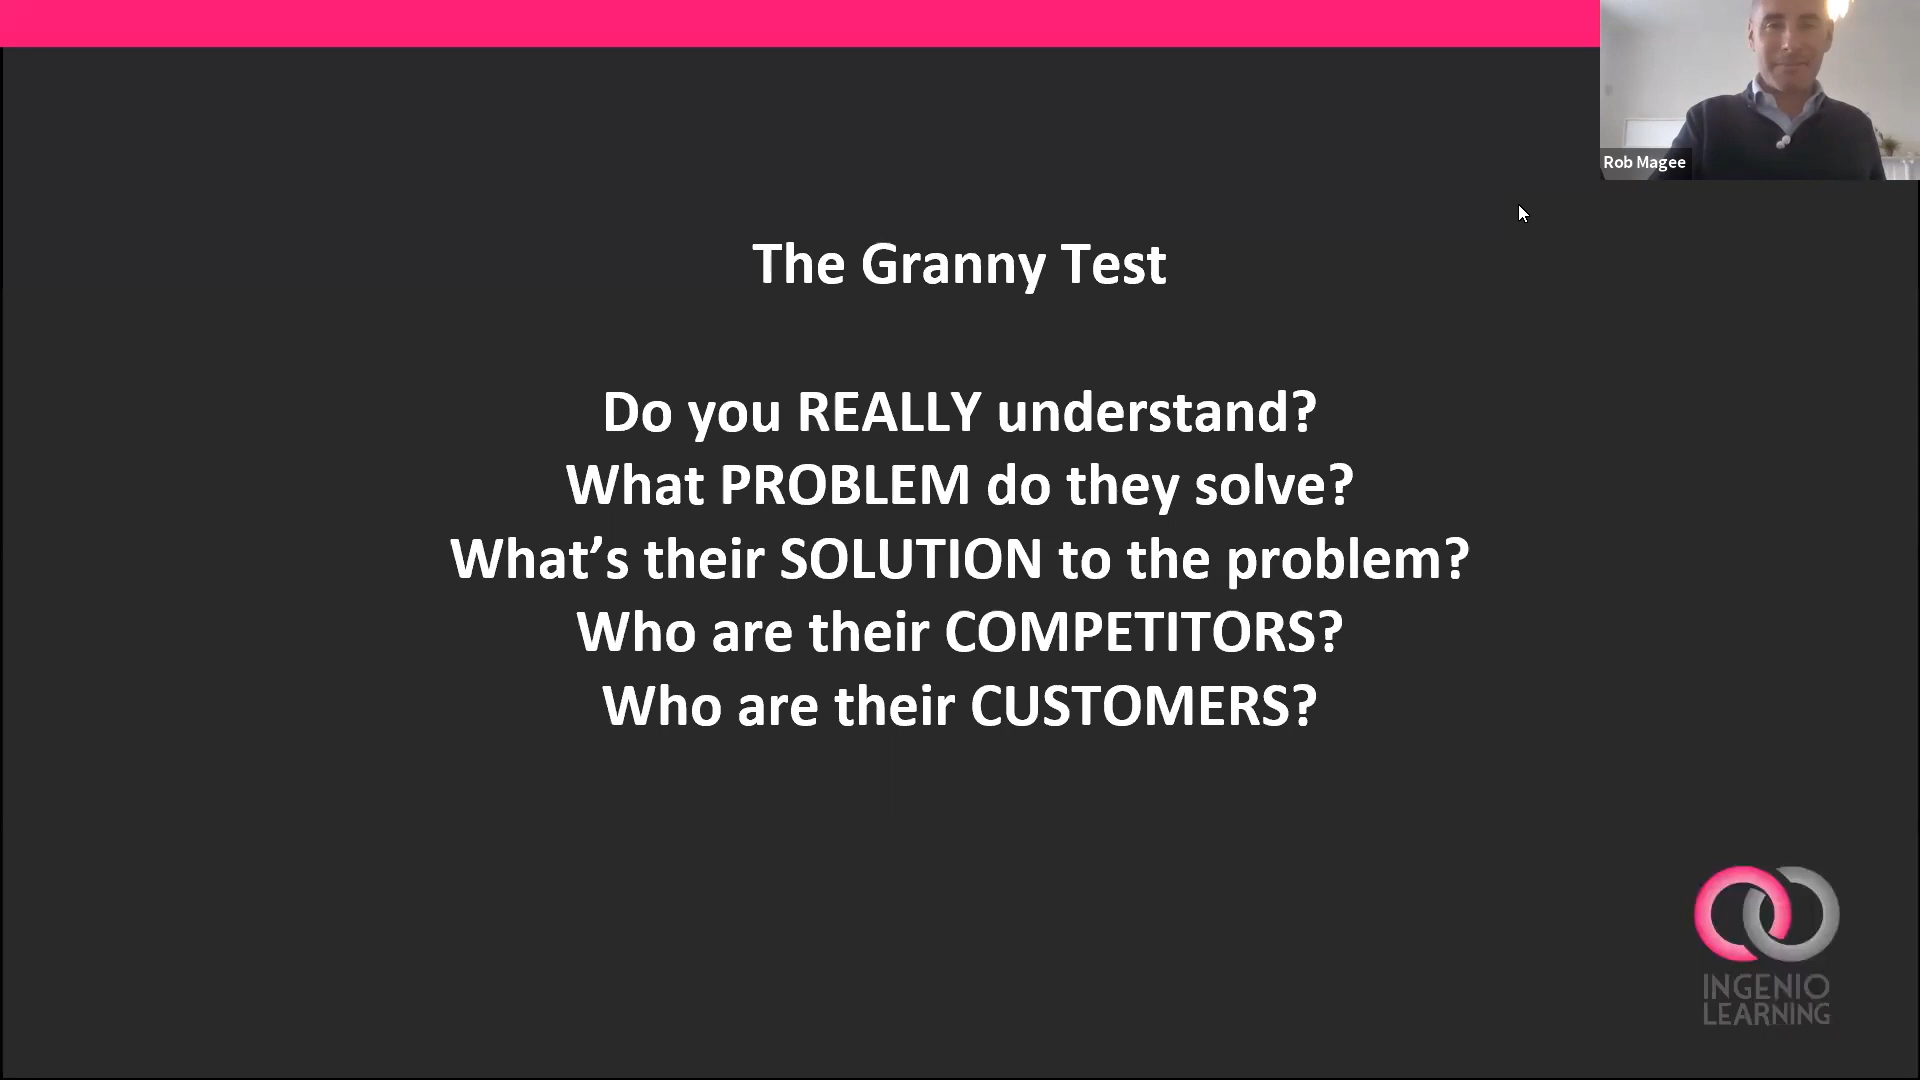 Rob Magee
The Granny Test
Do you REALLY understand?
What PROBLEM do they solve?
What’s their SOLUTION to the problem?
Who are their COMPETITORS?
Who are their CUSTOMERS?
INGENIO
LEARNING